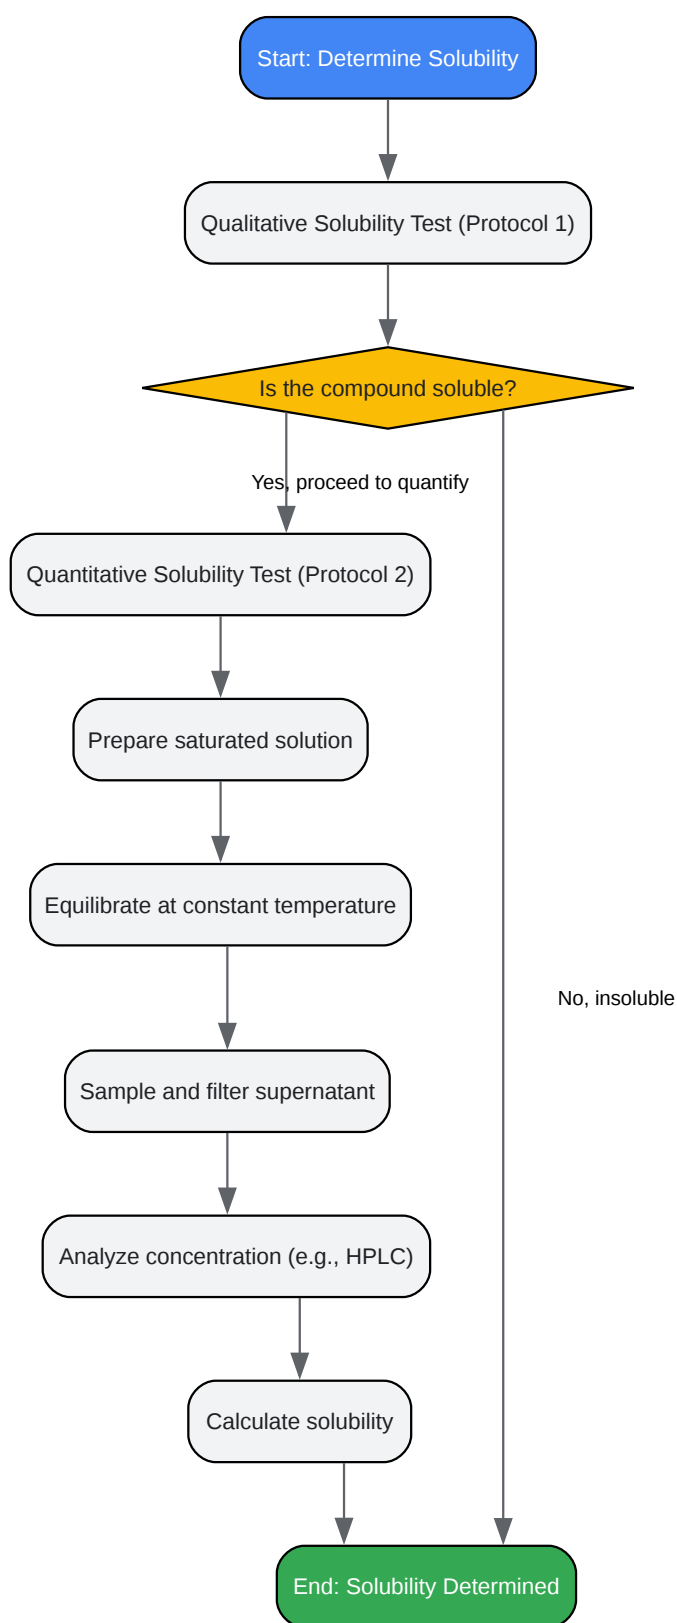 Start: Determine Solubility
Qualitative Solubility Test (Protocol 1)
Is the compound soluble?
Yes, proceed to quantify
Quantitative Solubility Test (Protocol 2)
Prepare saturated solution
Equilibrate at constant temperature
No, insoluble
Sample and filter supernatant
Analyze concentration (e.g., HPLC)
Calculate solubility
End: Solubility Determined